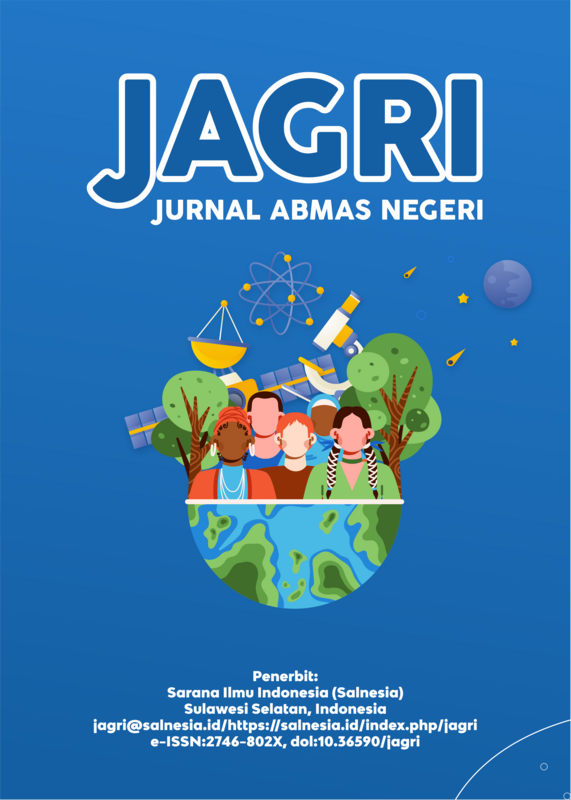 JAGRI
JURNAL ABMAS NEGERI
Penerbit:
Sarana Ilmu Indonesia (Salnesia)
Sulawesi Selatan, Indonesia
jagri@salnesia.id/https://salnesia.id/index.php/jagri
e-ISSN:2746-802X, doI:10.36590/jagri